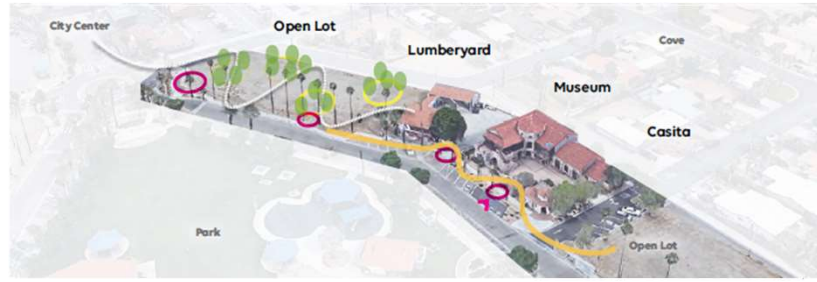 City Center
Open Lot
Lumberyard
Cove
Museum
Casita
Park
Open Lot